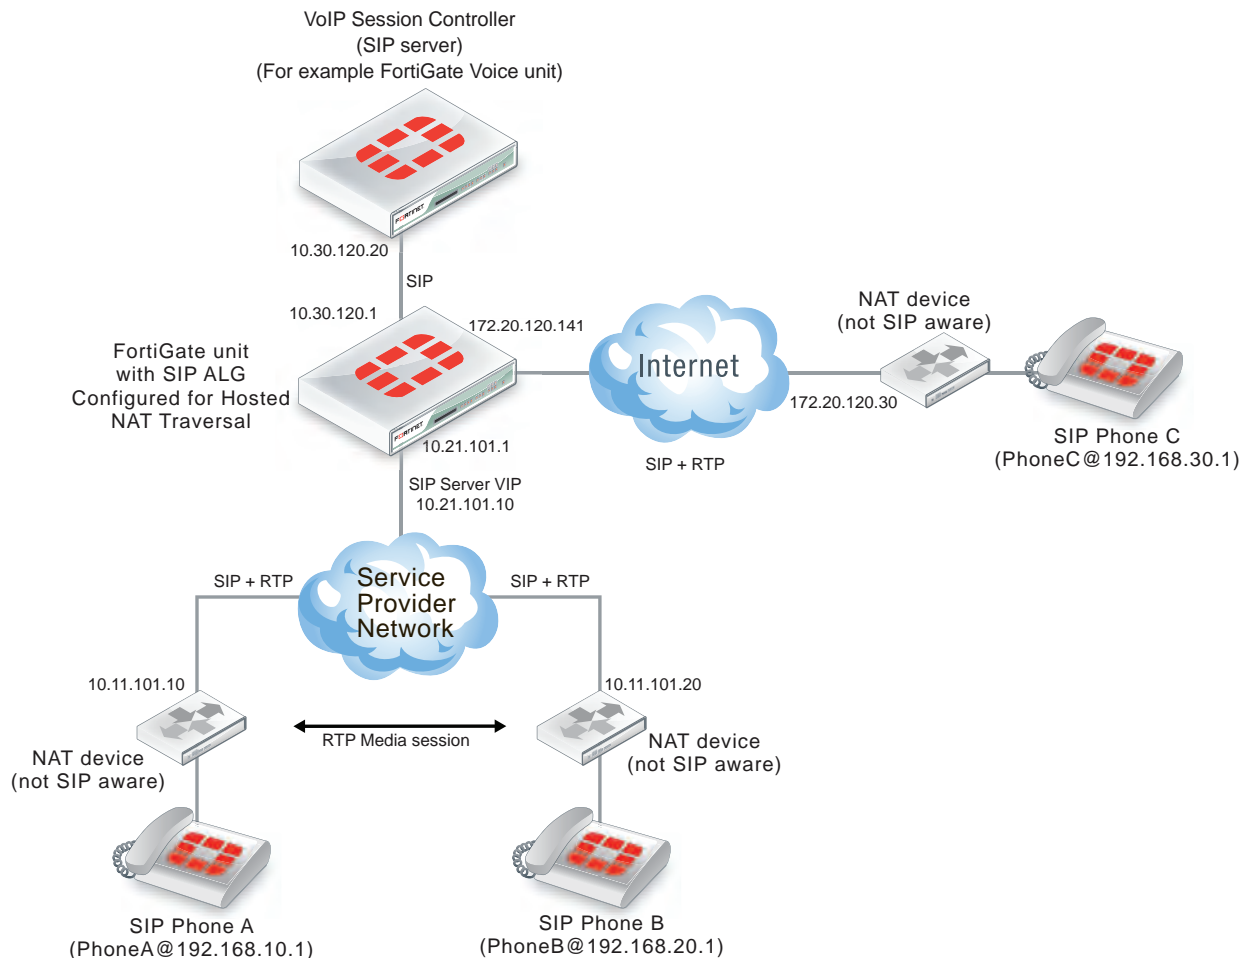 VoIP Session Controller
(SIP server)
(For example FortiGate Voice unit)
FORTINET
10.30.120.20
SIP
10.30.120.1
172.20.120.141
FortiGate unit
with SIP ALG
Configured for Hosted
NAT Traversal
FORTINET
10.21.101.1
SIP Server VIP
10.21.101.10
Internet
SIP + RTP
NAT device
(not SIP aware)
172.20.120.30
SIP Phone C
(PhoneC@192.168.30.1)
SIP + RTP
Service
Provider
Network
SIP + RTP
10.11.101.10
10.11.101.20
RTP Media session
NAT device
(not SIP aware)
NAT device
(not SIP aware)
SIP Phone A
(PhoneA@192.168.10.1)
SIP Phone B
(PhoneB@192.168.20.1)